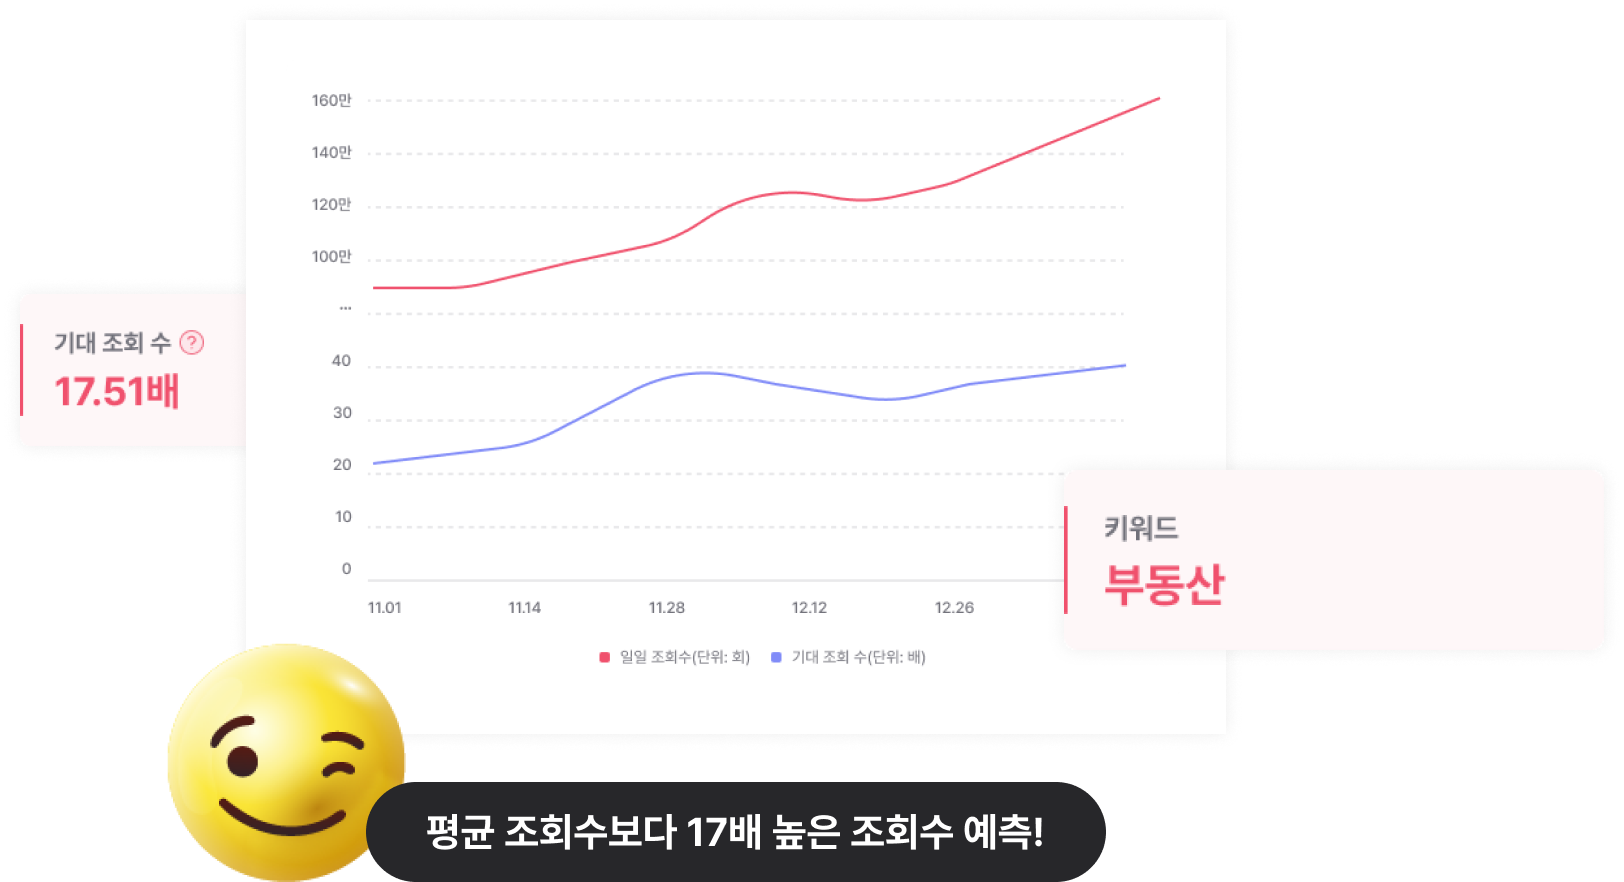 160만
140만
120만
100만
...
40
30
20
10
0
11.01 11.14 11.28 12.12 12.26
일일 조회수(단위: 회) 기대 조회 수(단위: 배)
기대 조회 수 ?
17.51배
키워드
부동산
평균 조회수보다 17배 높은 조회수 예측!